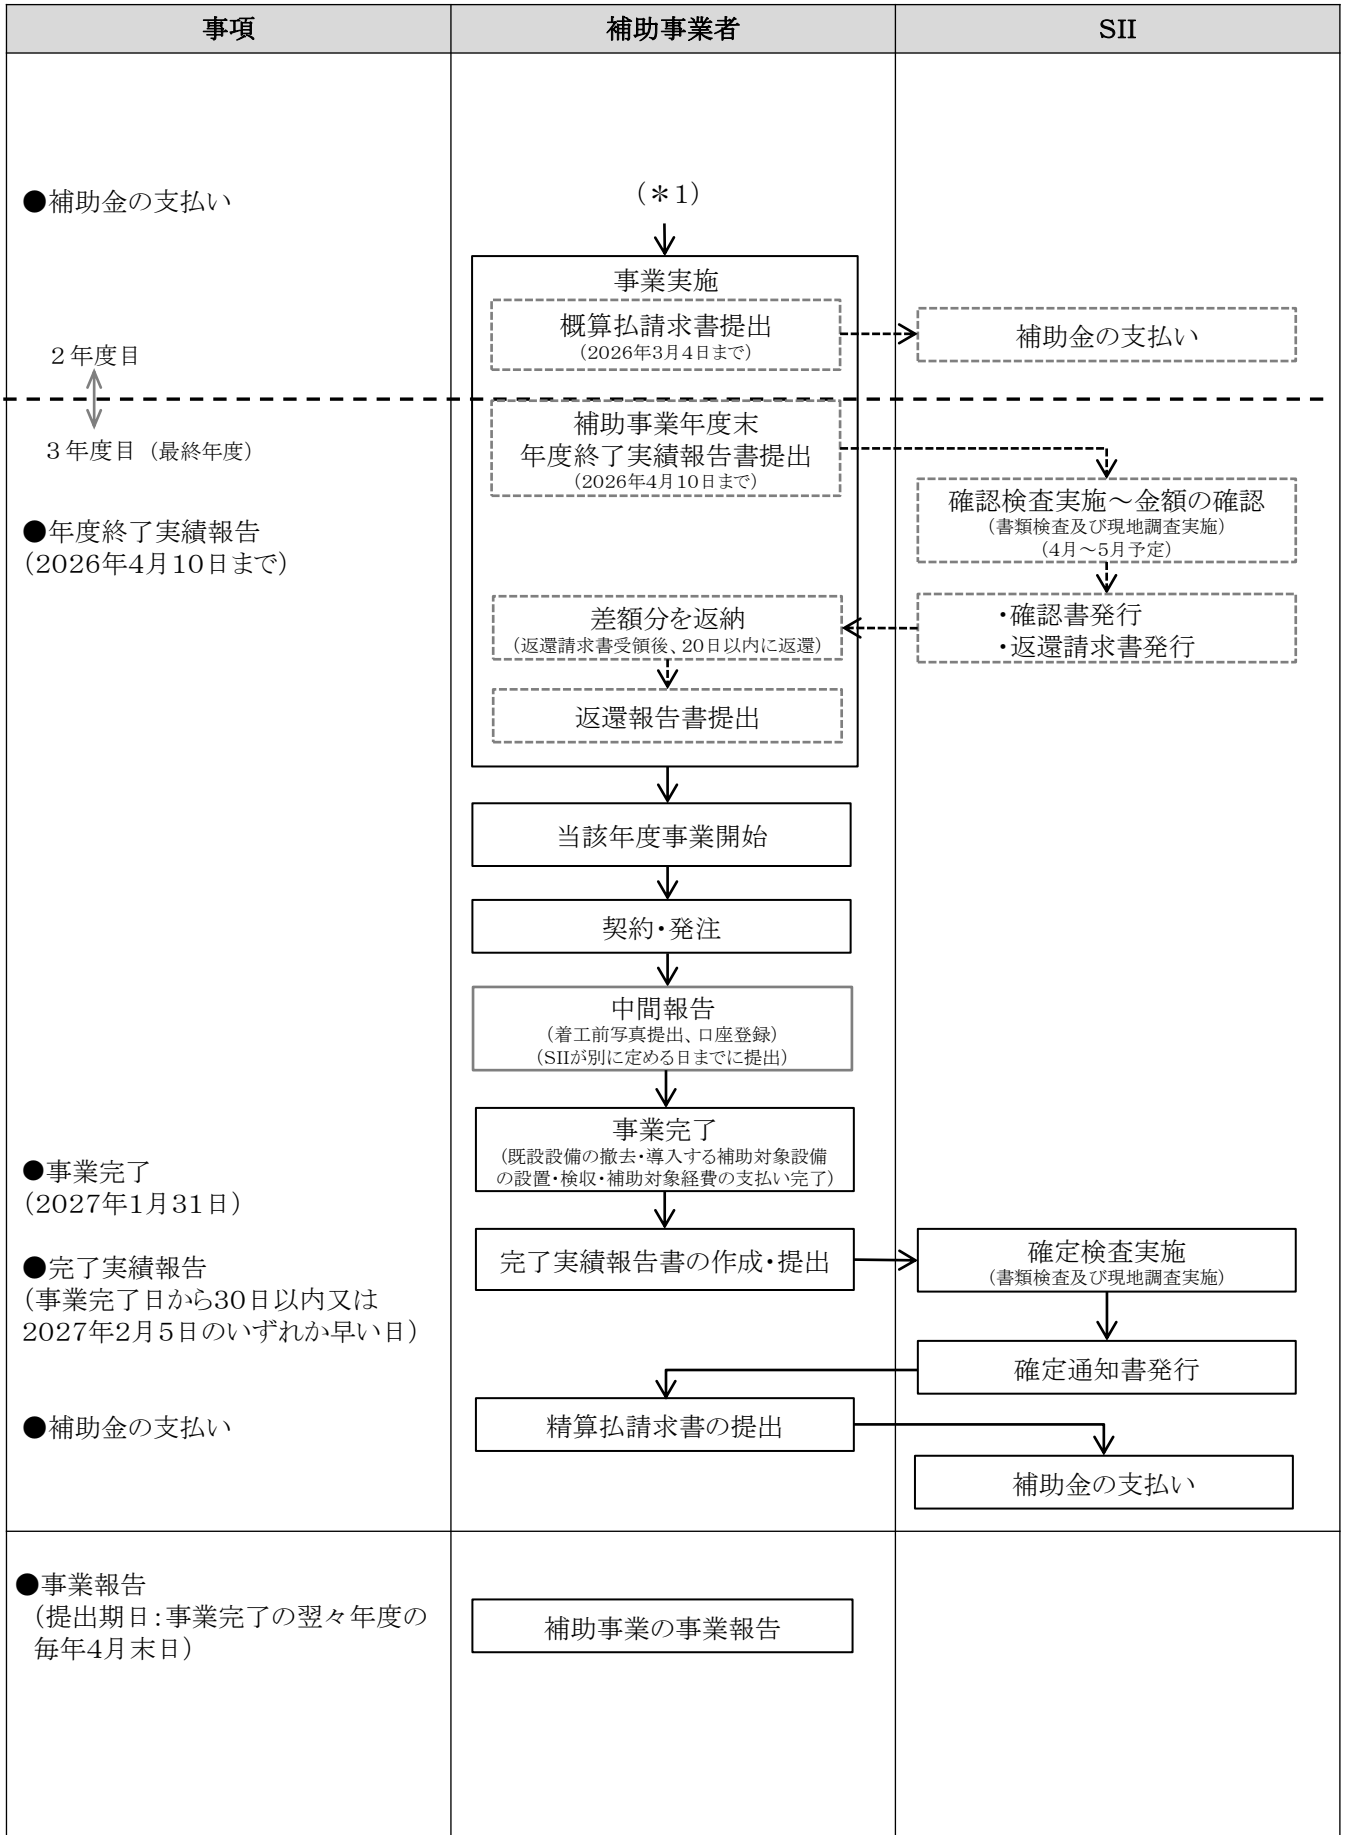 事項
補助事業者
SII
●補助金の支払い
（＊1）
事業実施
概算払請求書提出
（2026年3月4日まで）
補助金の支払い
２年度目
３年度目（最終年度）
補助事業年度末
年度終了実績報告書提出
（2026年4月10日まで）
確認検査実施～金額の確認
（書類検査及び現地調査実施）
（4月～5月予定）
●年度終了実績報告
（2026年4月10日まで）
差額分を返納
（返還請求書受領後、20日以内に返還）
・確認書発行
・返還請求書発行
返還報告書提出
当該年度事業開始
契約・発注
中間報告
（着工前写真提出、口座登録）
（SIIが別に定める日までに提出）
事業完了
（既設設備の撤去・導入する補助対象設備
の設置・検収・補助対象経費の支払い完了）
●事業完了
（2027年1月31日）
●完了実績報告
（事業完了日から30日以内又は
2027年2月5日のいずれか早い日）
完了実績報告書の作成・提出
確定検査実施
（書類検査及び現地調査実施）
確定通知書発行
●補助金の支払い
精算払請求書の提出
補助金の支払い
●事業報告
（提出期日：事業完了の翌々年度の
毎年4月末日）
補助事業の事業報告